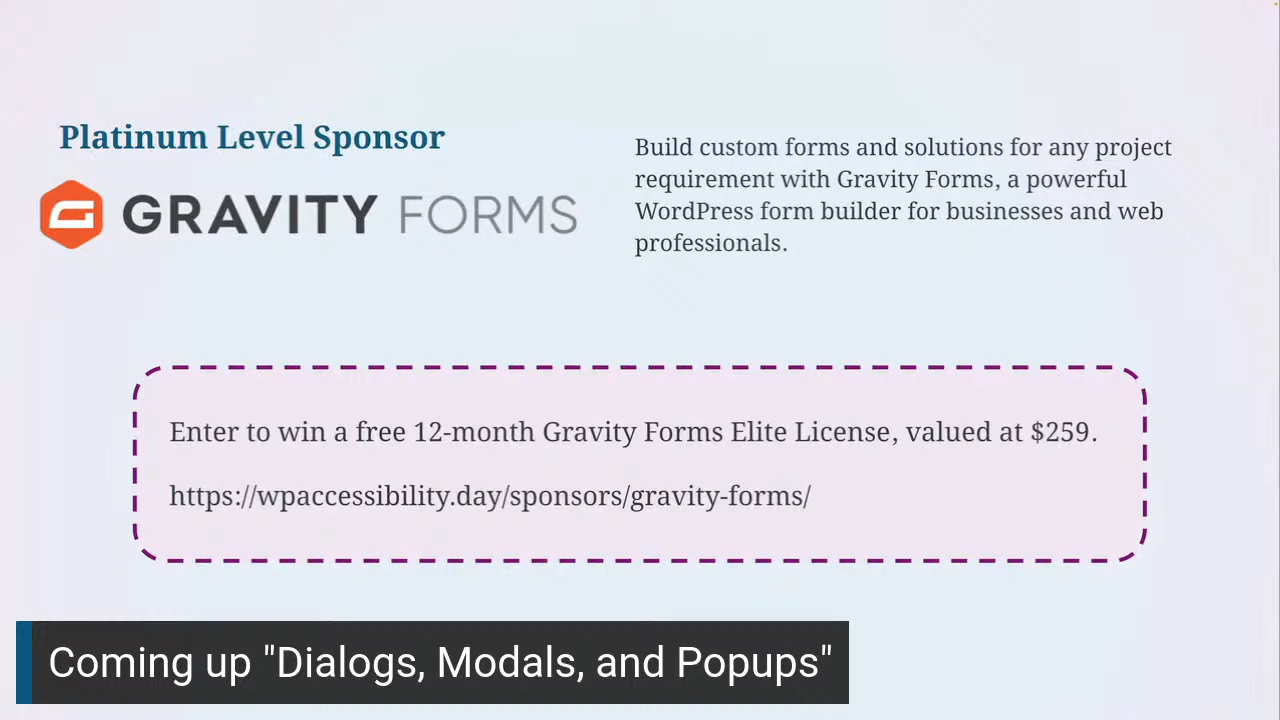 Platinum Level Sponsor
GRAVITY FORMS
Build custom forms and solutions for any project
requirement with Gravity Forms, a powerful
WordPress form builder for businesses and web
professionals.
Enter to win a free 12-month Gravity Forms Elite License, valued at $259.
https://wpaccessibility.day/sponsors/gravity-forms/
Coming up "Dialogs, Modals, and Popups"